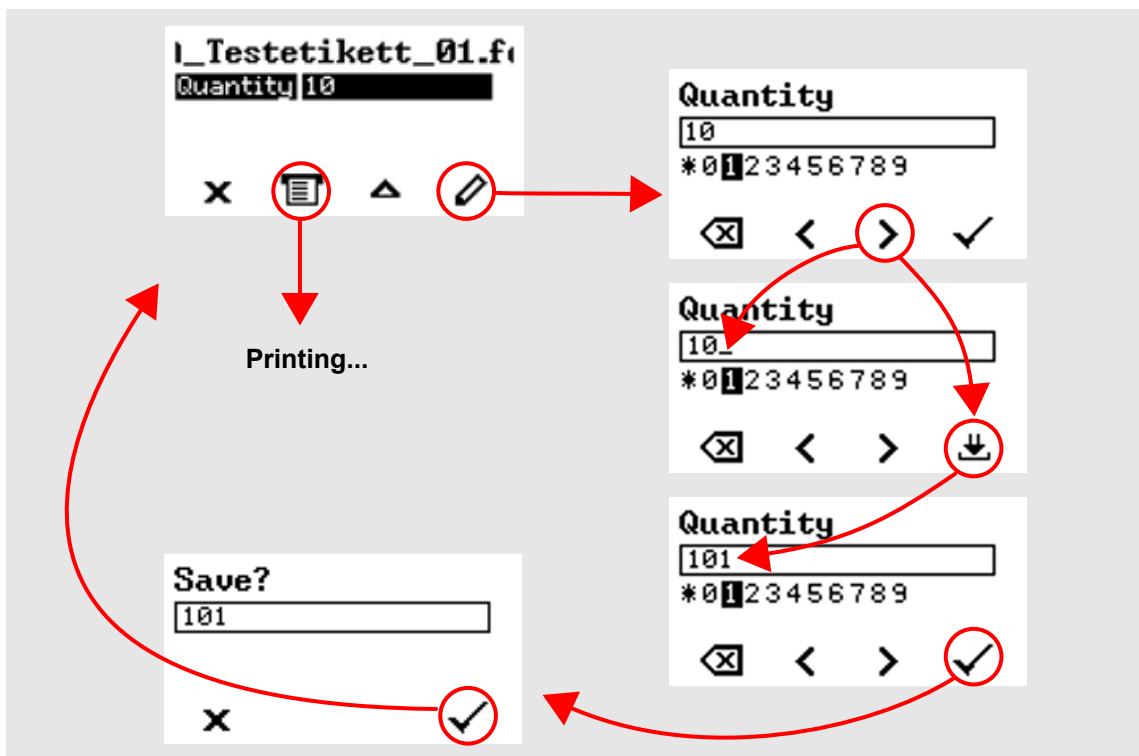 _Testetikett_01.f
Quantity 10
Printing...
Quantity
10
*0123456789
Quantity
10_
*0123456789
Quantity
101
*0123456789
Save?
101